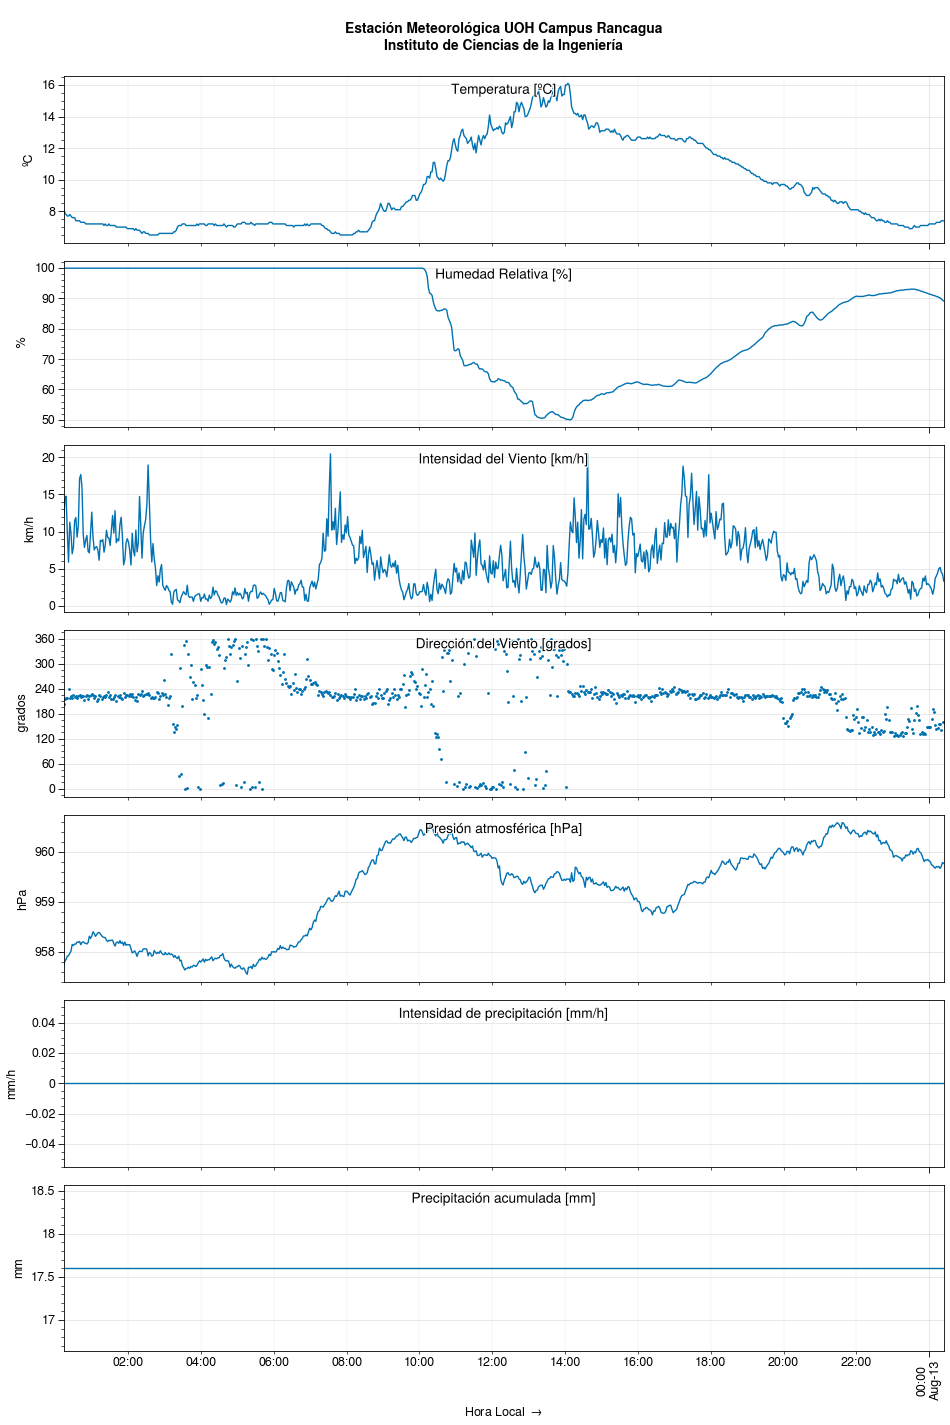 Estación Meteorológica UOH Campus Rancagua
Instituto de Ciencias de la Ingeniería
Temperatura [ºC]
16
14
12
10
8
ºC
Humedad Relativa [%]
100
90
80
70
60
50
%
Intensidad del Viento [km/h]
20
15
10
5
0
km/h
Dirección del Viento [grados]
360
300
240
180
120
60
0
grados
Presión atmosférica [hPa]
960
959
958
hPa
Intensidad de precipitación [mm/h]
0.04
0.02
0
−0.02
−0.04
mm/h
Precipitación acumulada [mm]
18.5
18
17.5
17
mm
02:00 04:00 06:00 08:00 10:00 12:00 14:00 16:00 18:00 20:00 22:00 00:00
Aug-13
Hora Local →